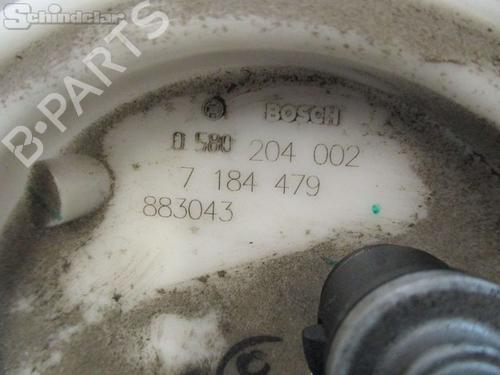 Schindelar
B-PARTS
BOSCH
0 580 204 002
7 184 479
883043